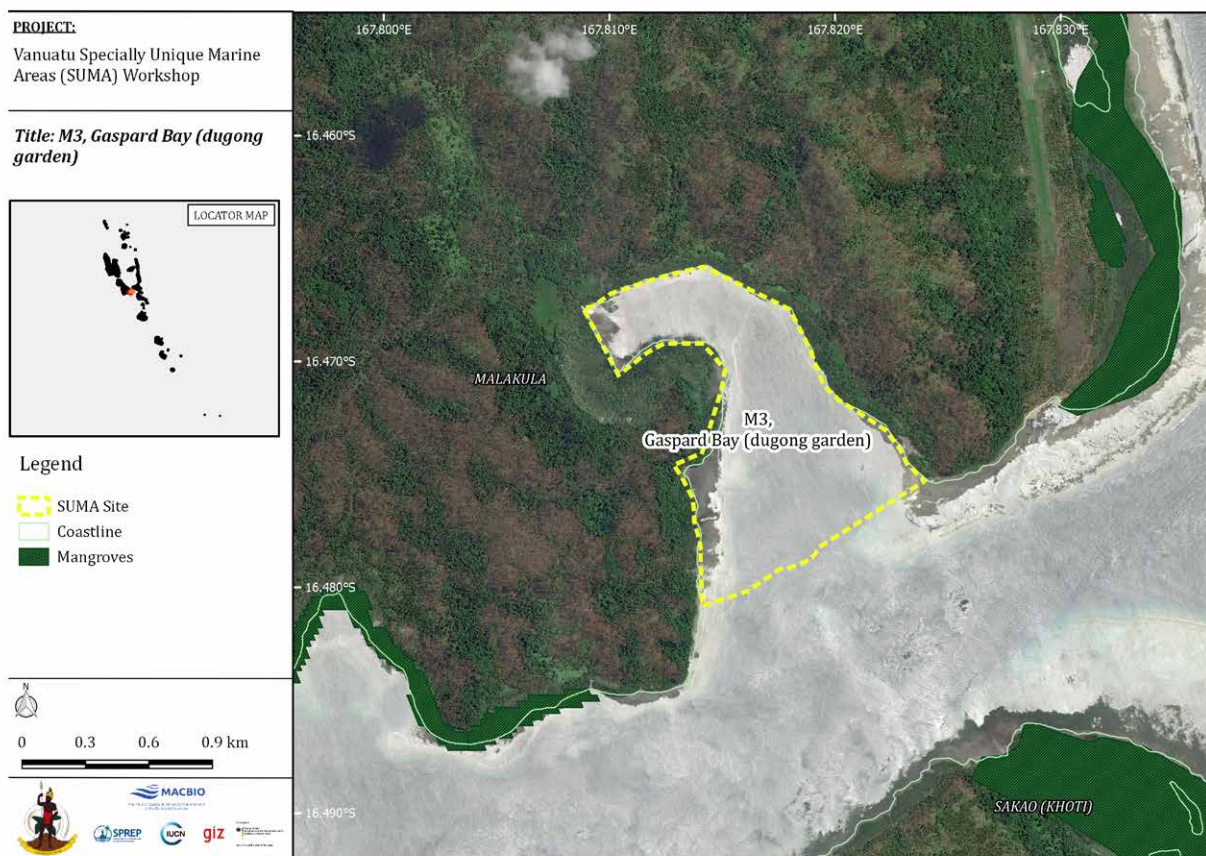 PROJECT:
Vanuatu Specially Unique Marine
Areas (SUMA) Workshop
Title: M3, Gaspard Bay (dugong
garden)
LOCATOR MAP
Legend
SUMA Site
Coastline
Mangroves
N
0 0.3 0.6 0.9 km
MACBIO
SPREP
IUCN
giz
167.800°E 167.810°E 167.820°E 167.830°E
16.460°S
16.470°S
16.480°S
16.490°S
MALAKULA
M3,
Gaspard Bay (dugong garden)
SAKAO (KHOTI)